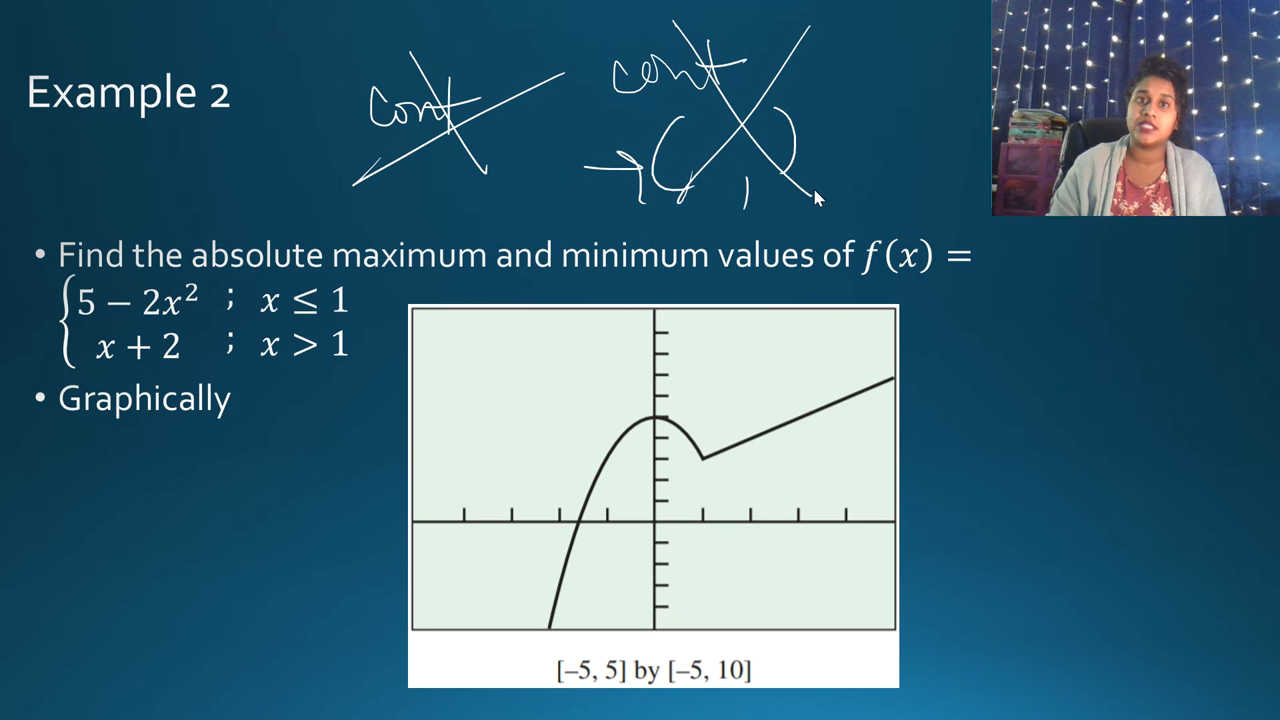 Example 2
cont
cont
( , )
• Find the absolute maximum and minimum values of f(x) =
{ 5 − 2x² ; x ≤ 1
x + 2 ; x > 1
• Graphically
[–5, 5] by [–5, 10]